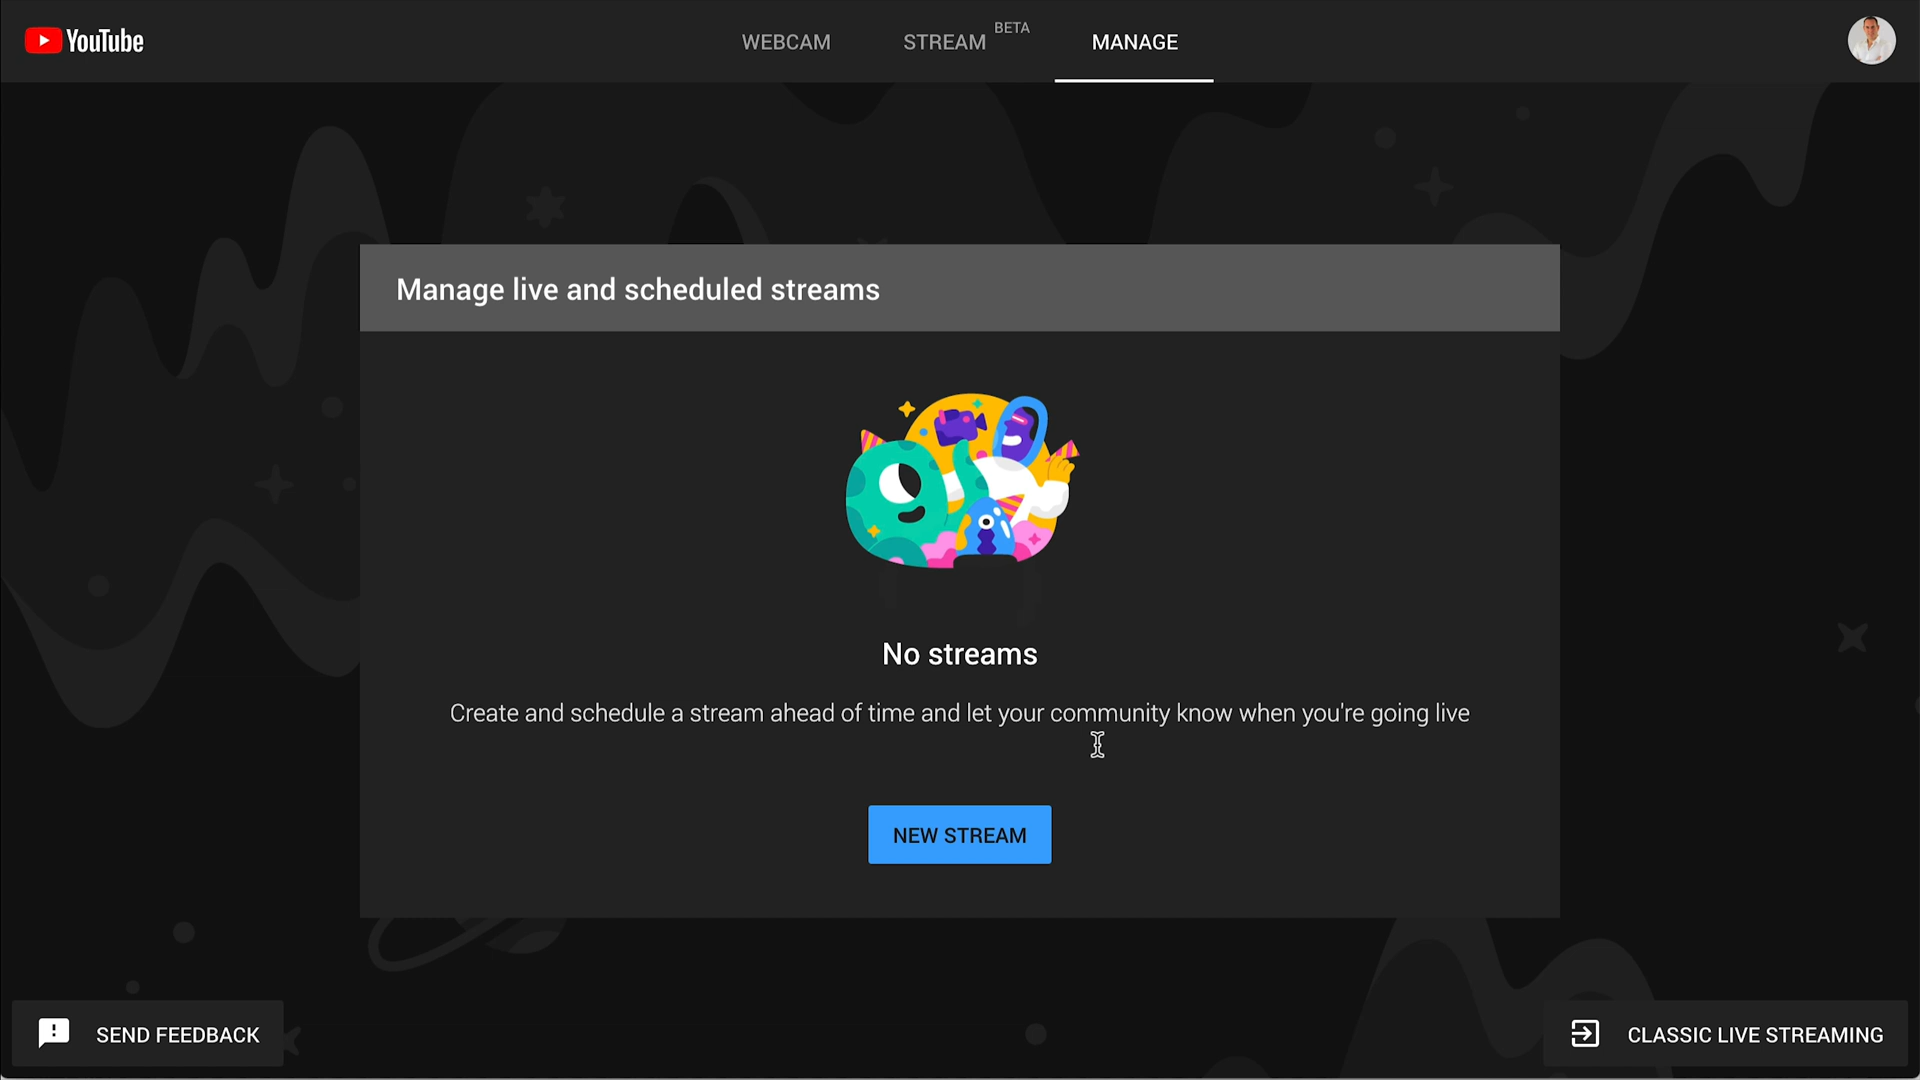 YouTube
WEBCAM
STREAM BETA
MANAGE
Manage live and scheduled streams
No streams
Create and schedule a stream ahead of time and let your community know when you're going live
NEW STREAM
SEND FEEDBACK
CLASSIC LIVE STREAMING